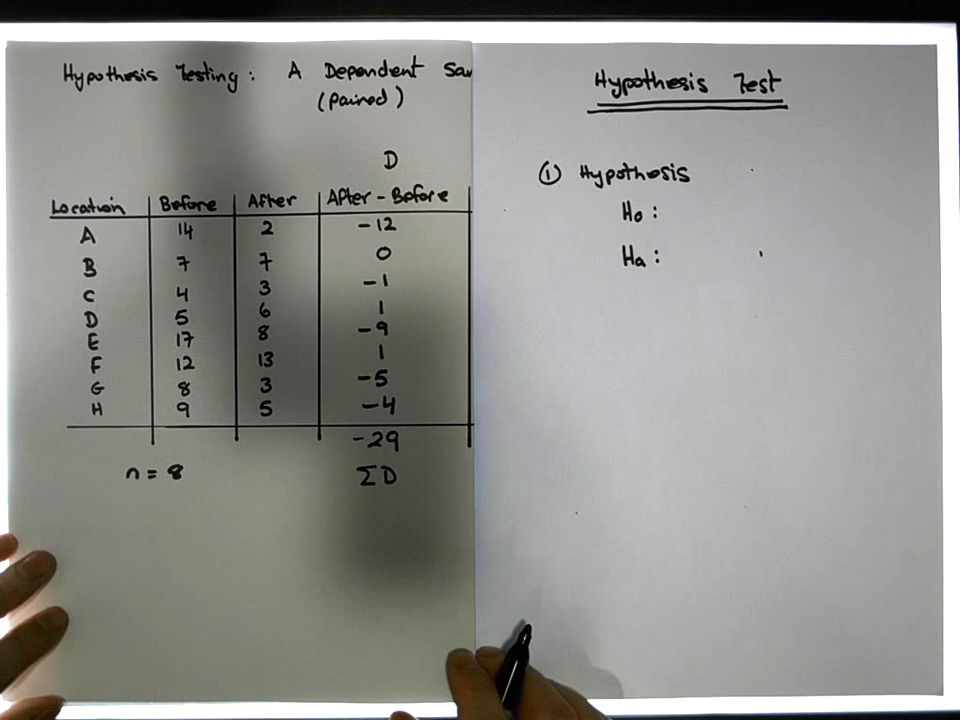 Hypothesis Testing: A Dependent
(Paired)
D
Location Before After After - Before
A 14 2 -12
B 7 7 0
C 4 3 -1
D 5 6 1
E 17 8 -9
F 12 13 1
G 8 3 -5
H 9 5 -4
-29
n = 8 ΣD
Hypothesis Test
① Hypothesis
Ho:
Ha: